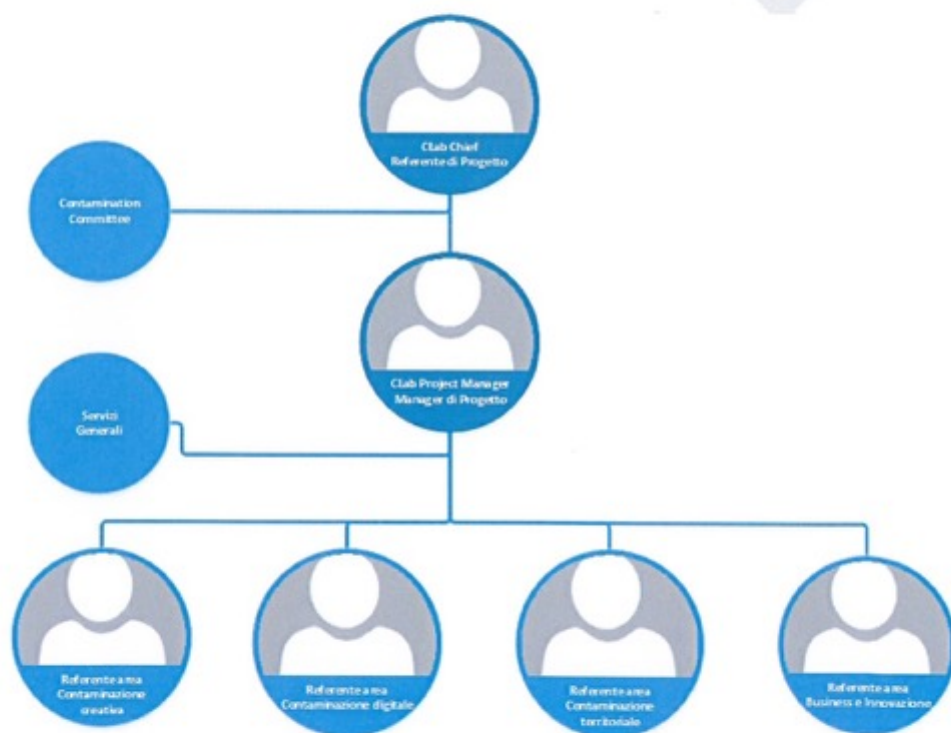 CLab Chief
Referente di Progetto
Contamination
Committee
CLab Project Manager
Manager di Progetto
Servizi
Generali
Referente area
Contaminazione
creativa
Referente area
Contaminazione digitale
Referente area
Contaminazione
territoriale
Referente area
Business e Innovazione